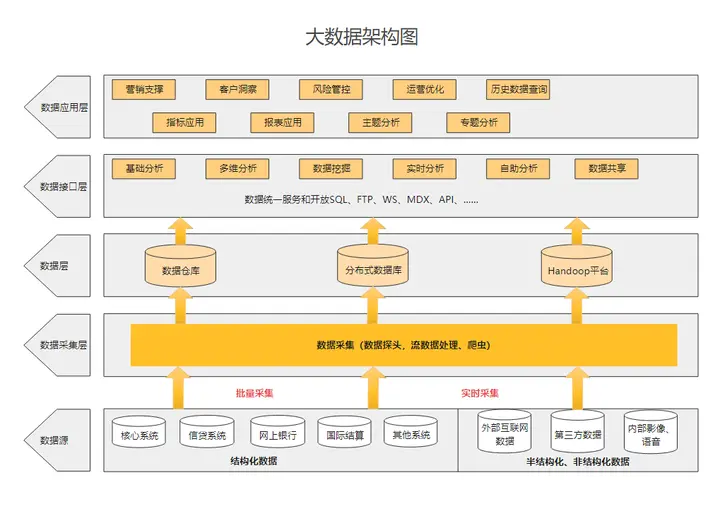 大数据架构图
数据应用层
营销支撑 客户洞察 风险管控 运营优化 历史数据查询
指标应用 报表应用 主题分析 专题分析
数据接口层
基础分析 多维分析 数据挖掘 实时分析 自助分析 数据共享
数据统一服务和开放SQL、FTP、WS、MDX、API、……
数据层
数据仓库 分布式数据库 Handoop平台
数据采集层
数据采集（数据探头、流数据处理、爬虫）
批量采集 实时采集
数据源
核心系统 信贷系统 网上银行 国际结算 其他系统
外部互联网
数据
第三方数据
内部影像、
语音
结构化数据 半结构化、非结构化数据